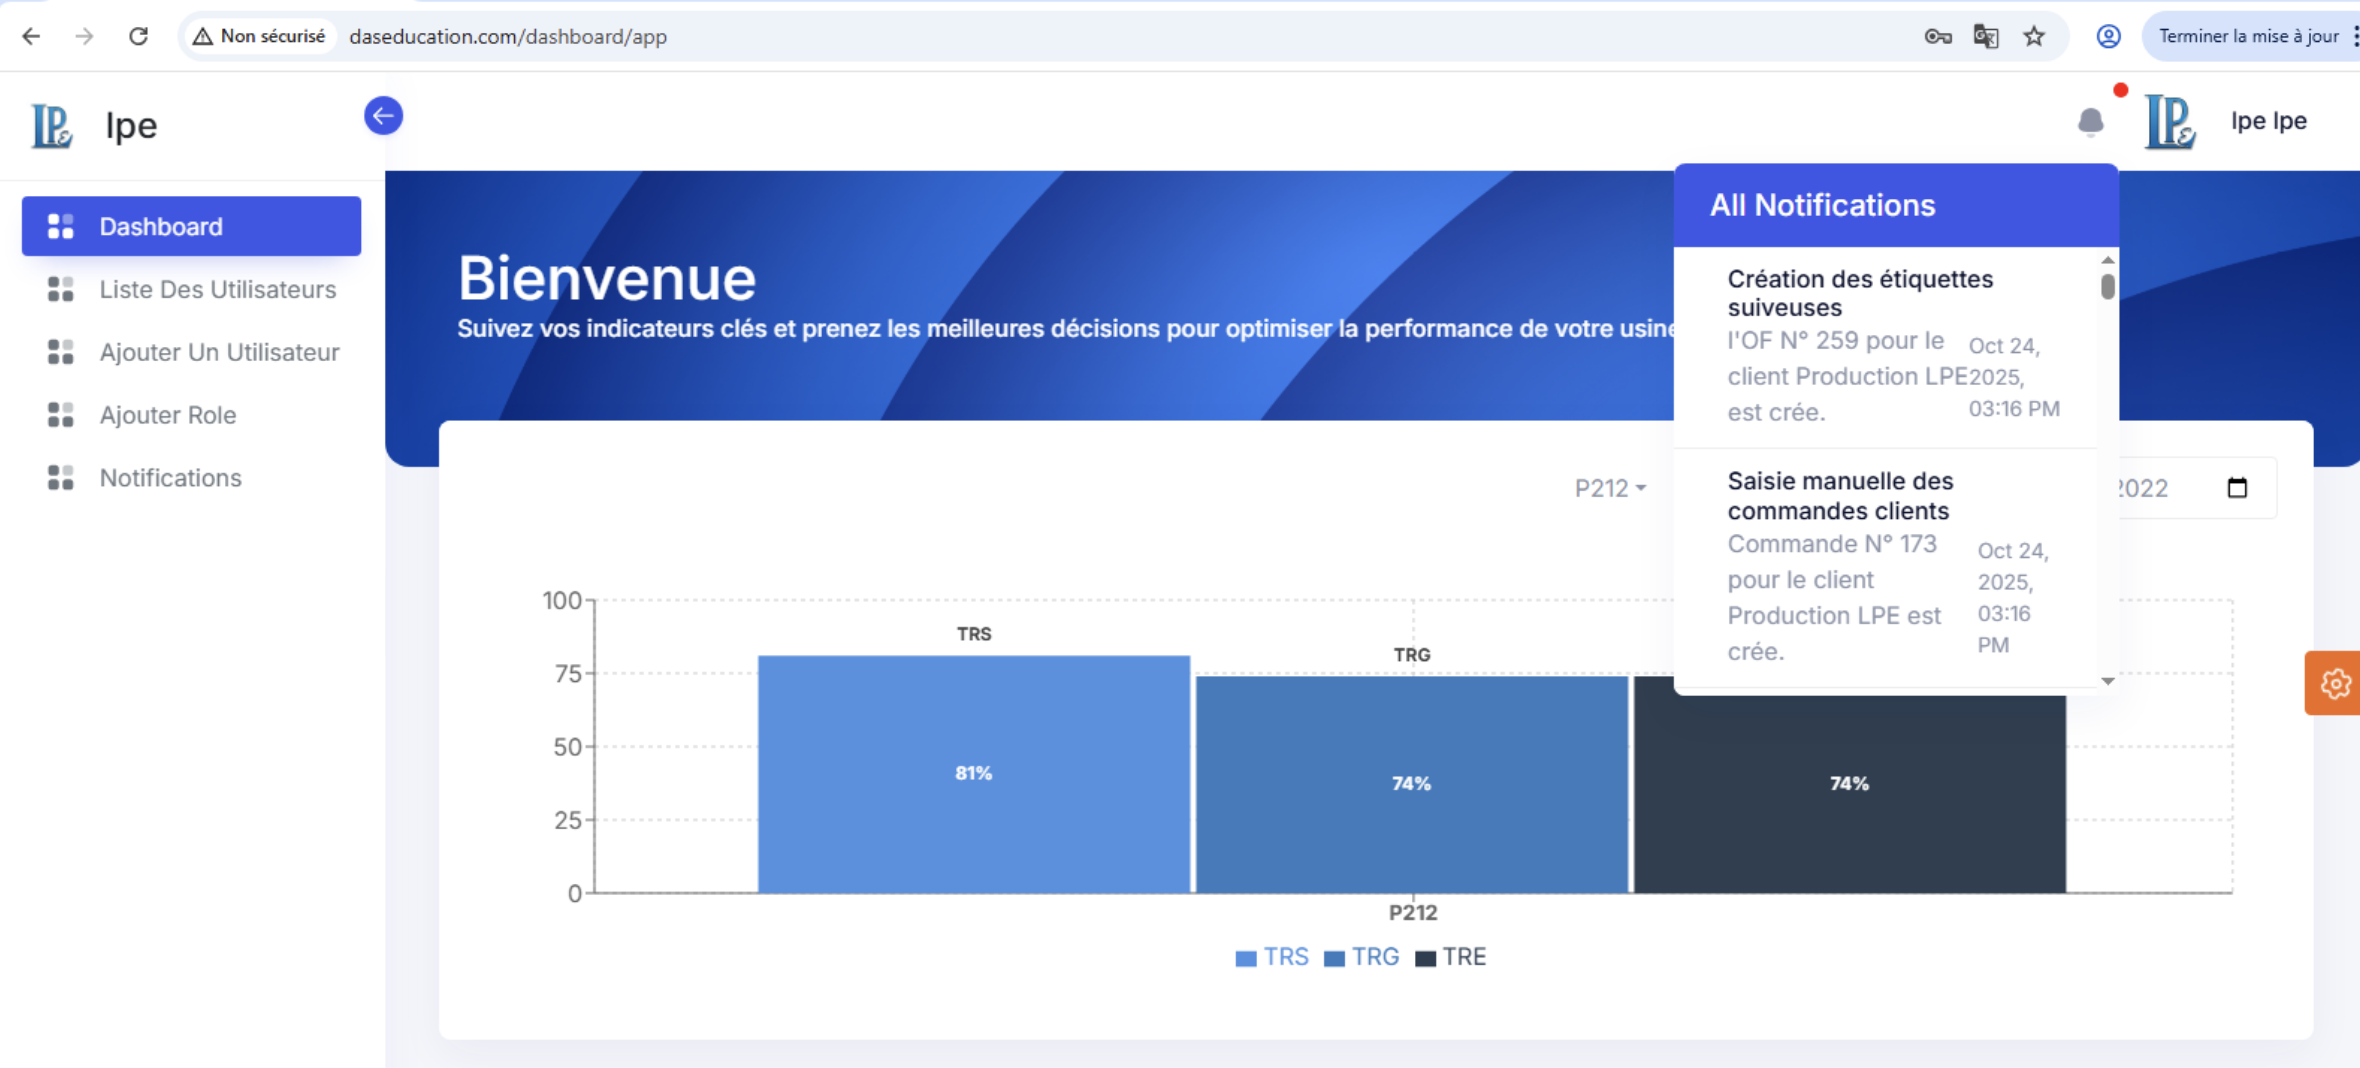 Non sécurisé daseducation.com/dashboard/app
Terminer la mise à jour
LPE Ipe
LPE Ipe Ipe
Dashboard
Liste Des Utilisateurs
Ajouter Un Utilisateur
Ajouter Role
Notifications
Bienvenue
Suivez vos indicateurs clés et prenez les meilleures décisions pour optimiser la performance de votre usine
All Notifications
Création des étiquettes
suiveuses
l'OF N° 259 pour le
client Production LPE
est crée.
Oct 24,
2025,
03:16 PM
Saisie manuelle des
commandes clients
Commande N° 173
pour le client
Production LPE est
crée.
Oct 24,
2025,
03:16
PM
P212
2022
100
75
50
25
0
TRS
81%
TRG
74%
74%
P212
TRS TRG TRE